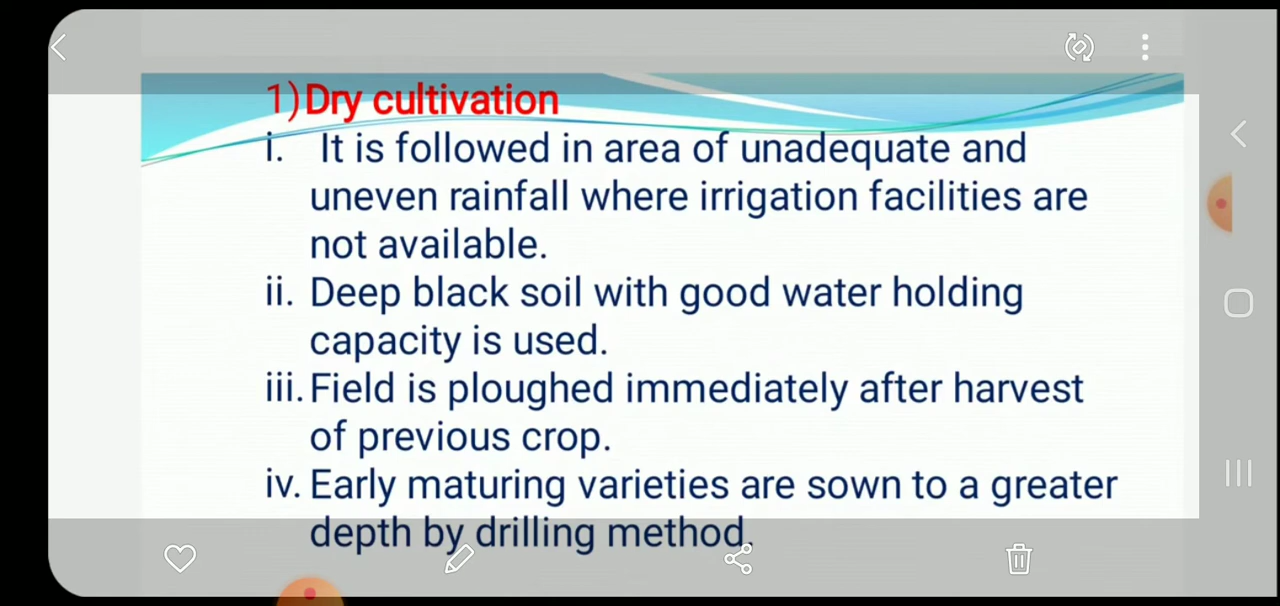 1) Dry cultivation
i. It is followed in area of unadequate and
uneven rainfall where irrigation facilities are
not available.
ii. Deep black soil with good water holding
capacity is used.
iii. Field is ploughed immediately after harvest
of previous crop.
iv. Early maturing varieties are sown to a greater
depth by drilling method.